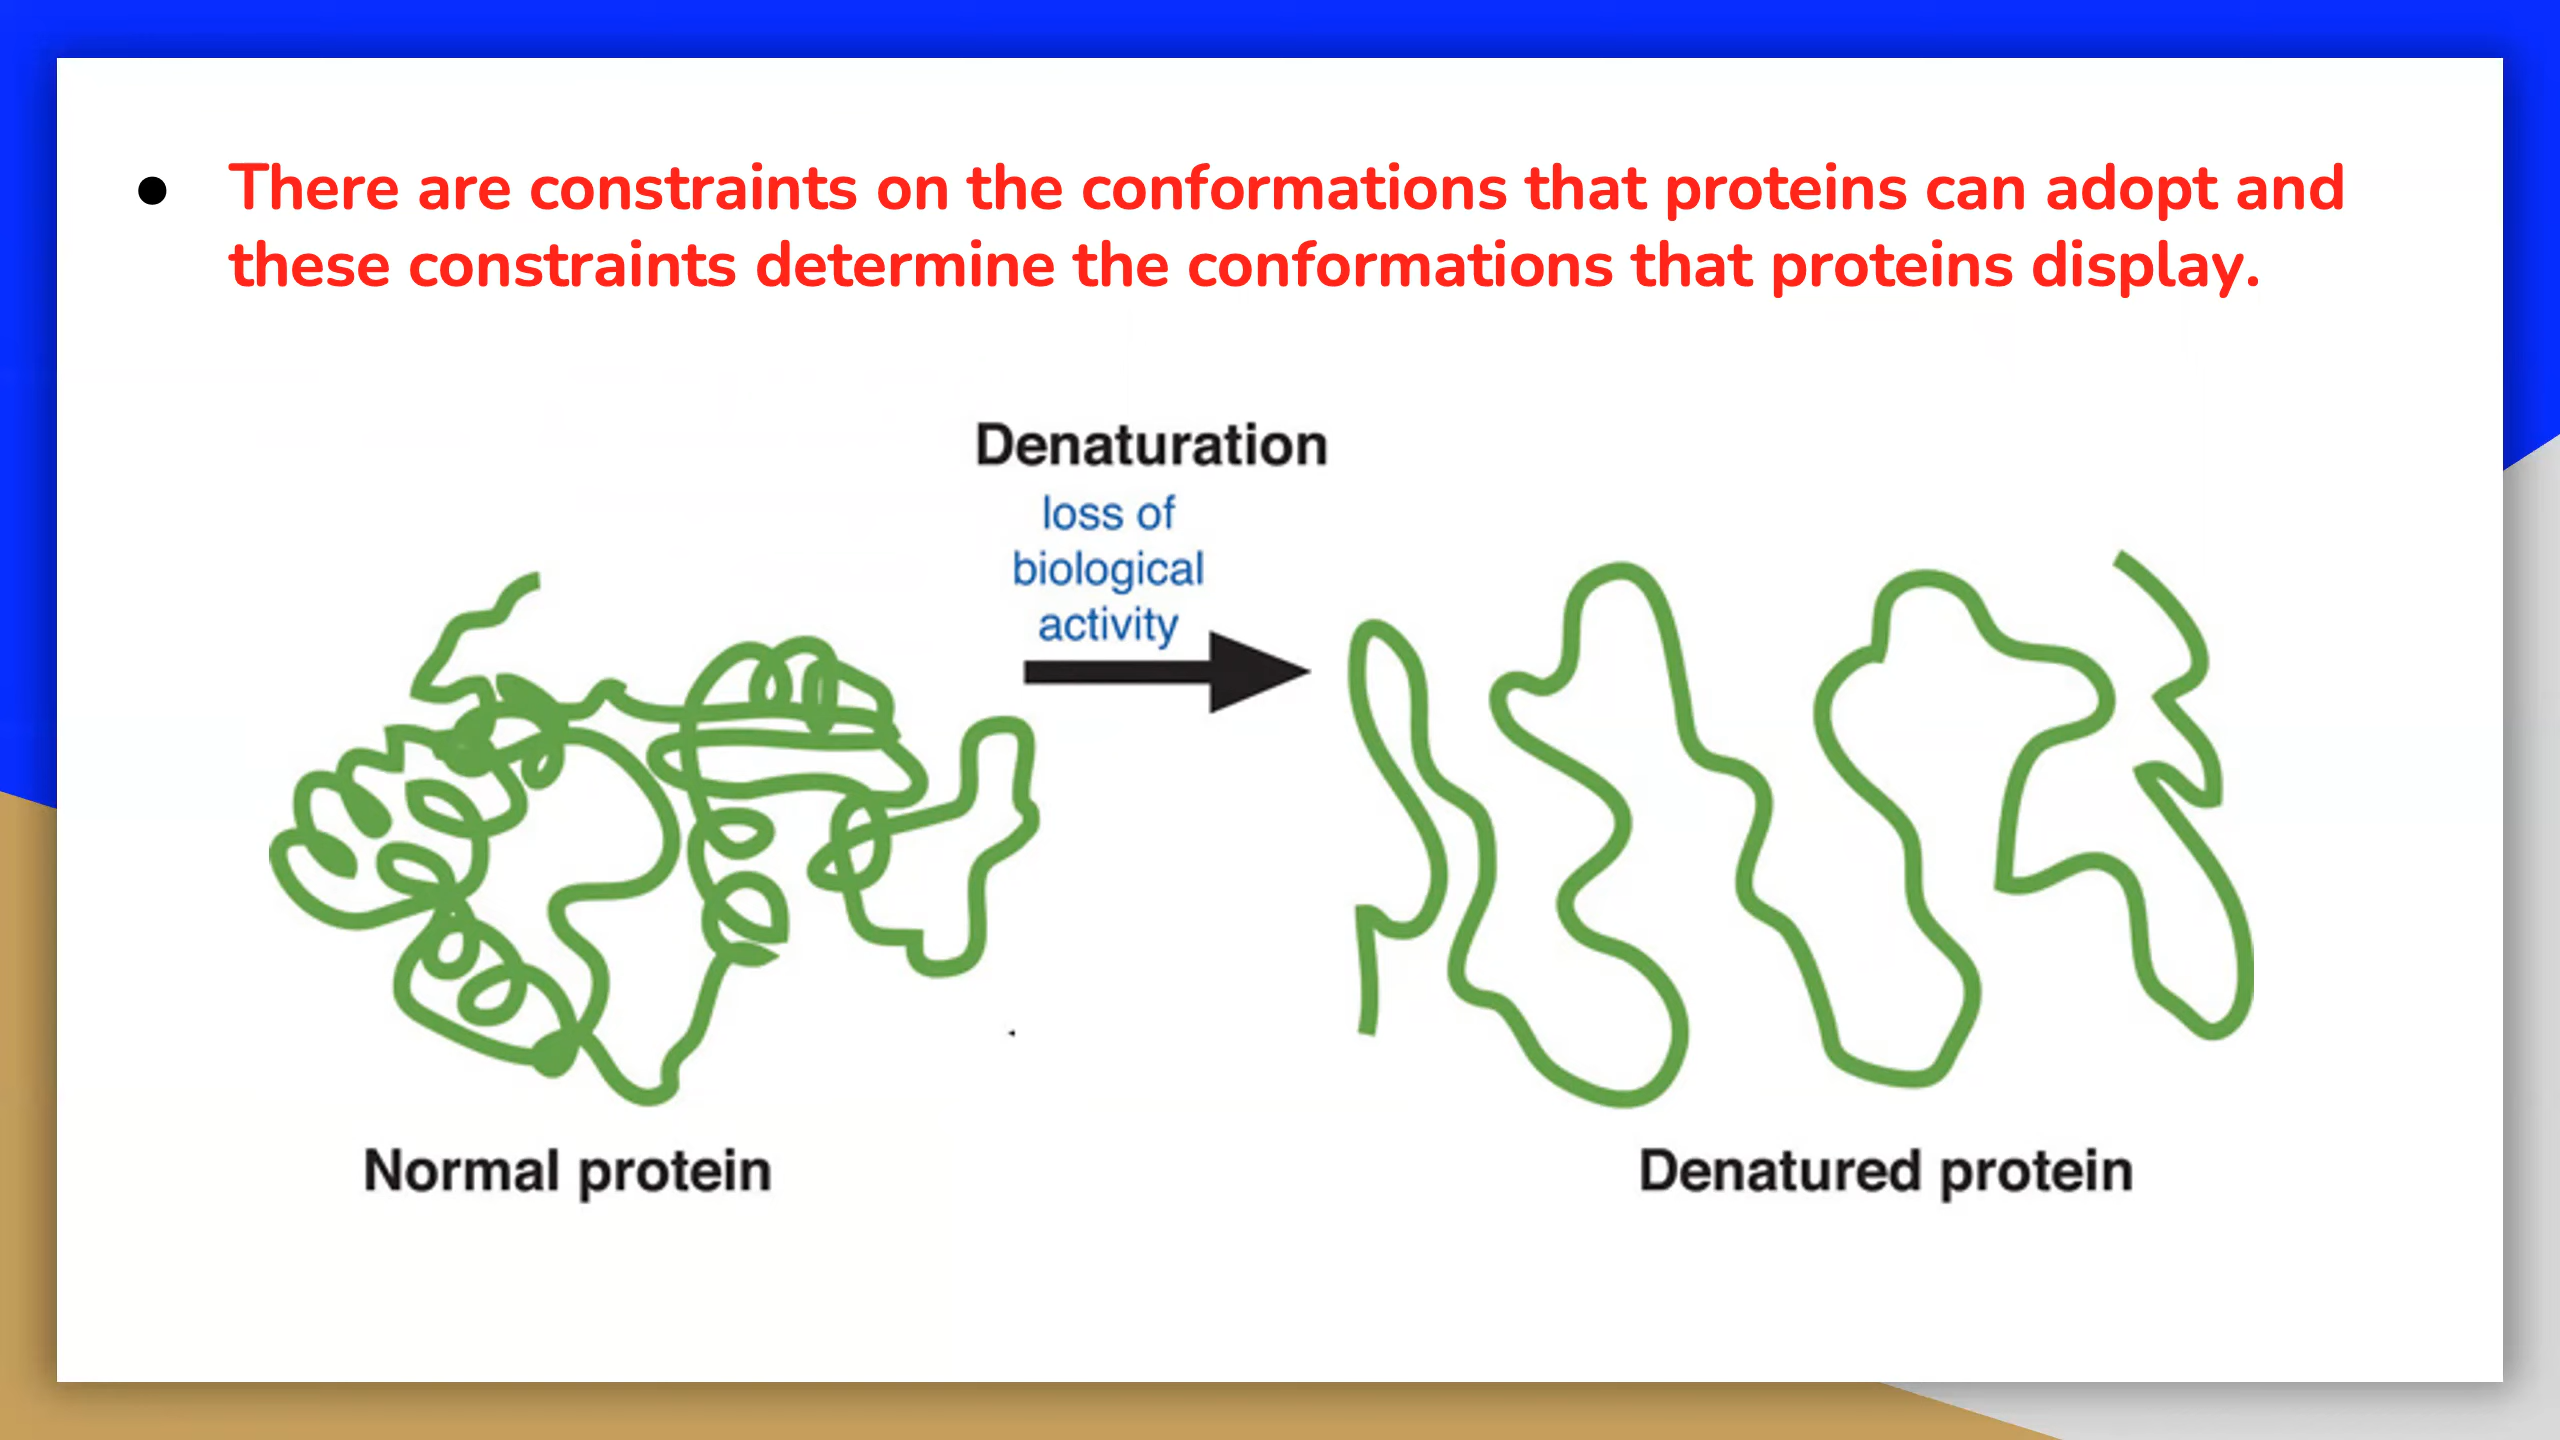 ● There are constraints on the conformations that proteins can adopt and
these constraints determine the conformations that proteins display.
Denaturation
loss of
biological
activity
Normal protein
Denatured protein